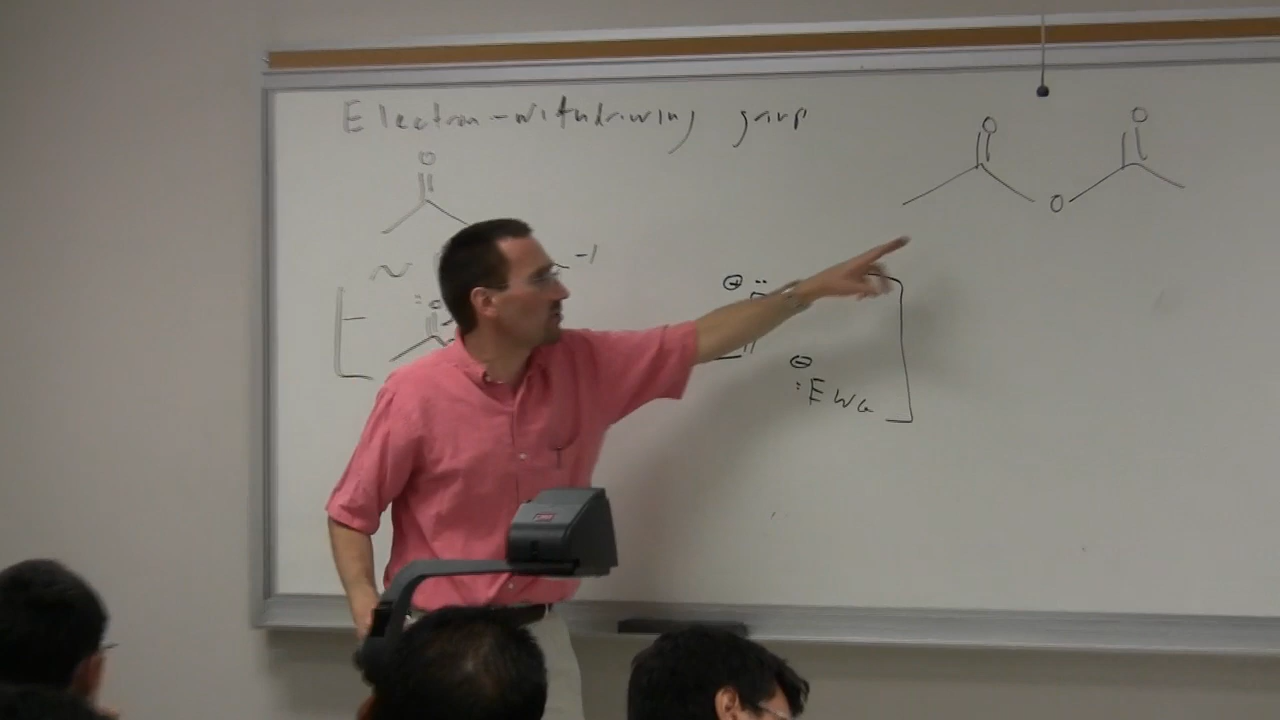 Electron-withdrawing group
O
O
O
O
~
-1
⊕ ..
:O
⊖
:EWG